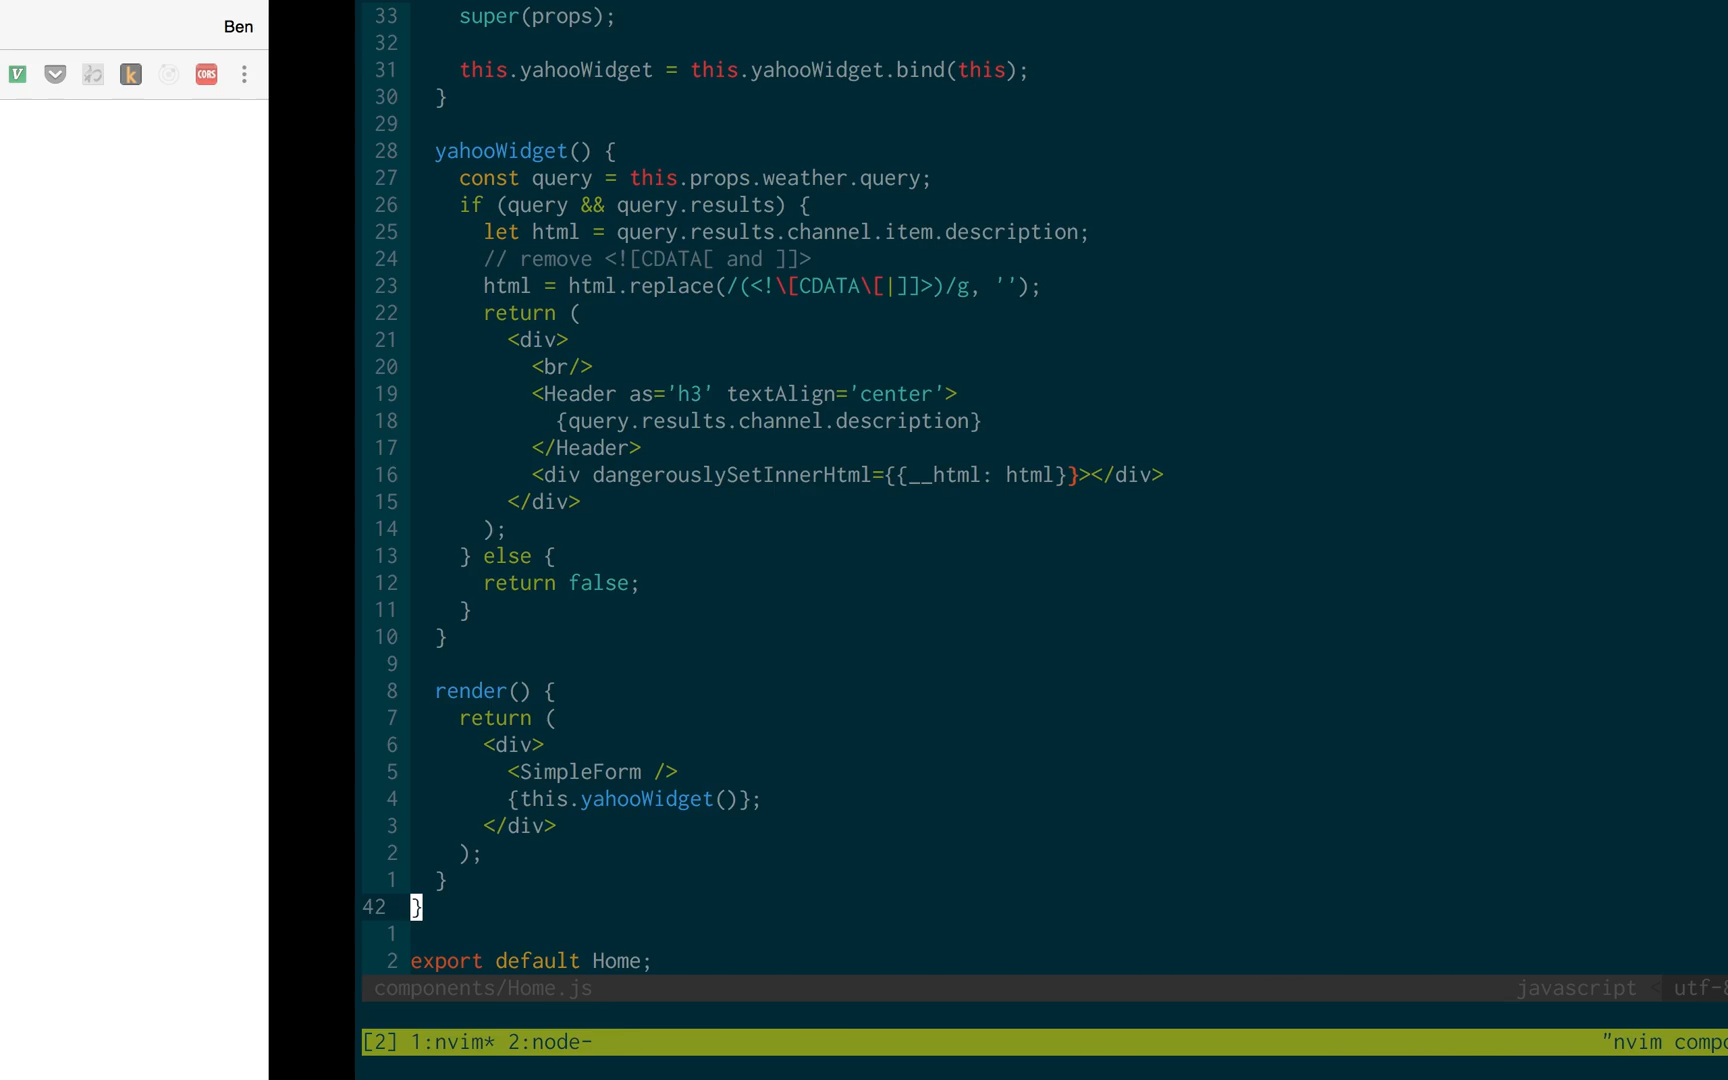 Ben
V
k
CORS
33 super(props);
32
31 this.yahooWidget = this.yahooWidget.bind(this);
30 }
29
28 yahooWidget() {
27 const query = this.props.weather.query;
26 if (query && query.results) {
25 let html = query.results.channel.item.description;
24 // remove <![CDATA[ and ]]>
23 html = html.replace(/(<!\[CDATA\[|]]>)/g, '');
22 return (
21 <div>
20 <br/>
19 <Header as='h3' textAlign='center'>
18 {query.results.channel.description}
17 </Header>
16 <div dangerouslySetInnerHtml={{__html: html}}></div>
15 </div>
14 );
13 } else {
12 return false;
11 }
10 }
9
8 render() {
7 return (
6 <div>
5 <SimpleForm />
4 {this.yahooWidget()};
3 </div>
2 );
1 }
42 }
1
2 export default Home;
components/Home.js javascript < utf-8
[2] 1:nvim* 2:node- "nvim compo